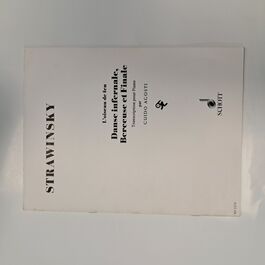 STRAWINSKY
L'oiseau de feu
Danse infernale,
Berceuse et Finale
Transcription pour Piano
par
GUIDO AGOSTI
SCHOTT